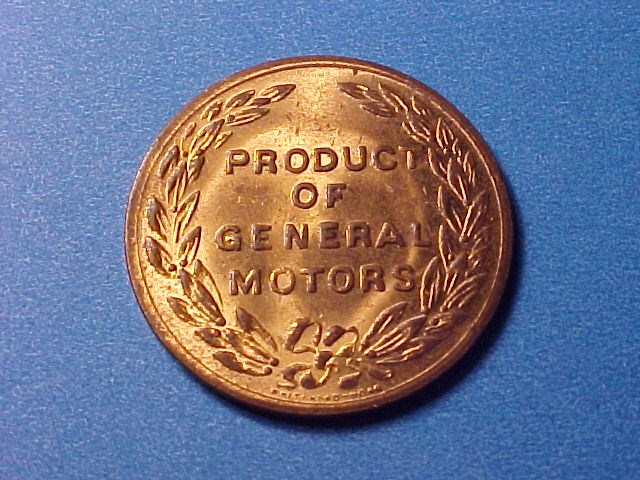 PRODUCT
OF
GENERAL
MOTORS